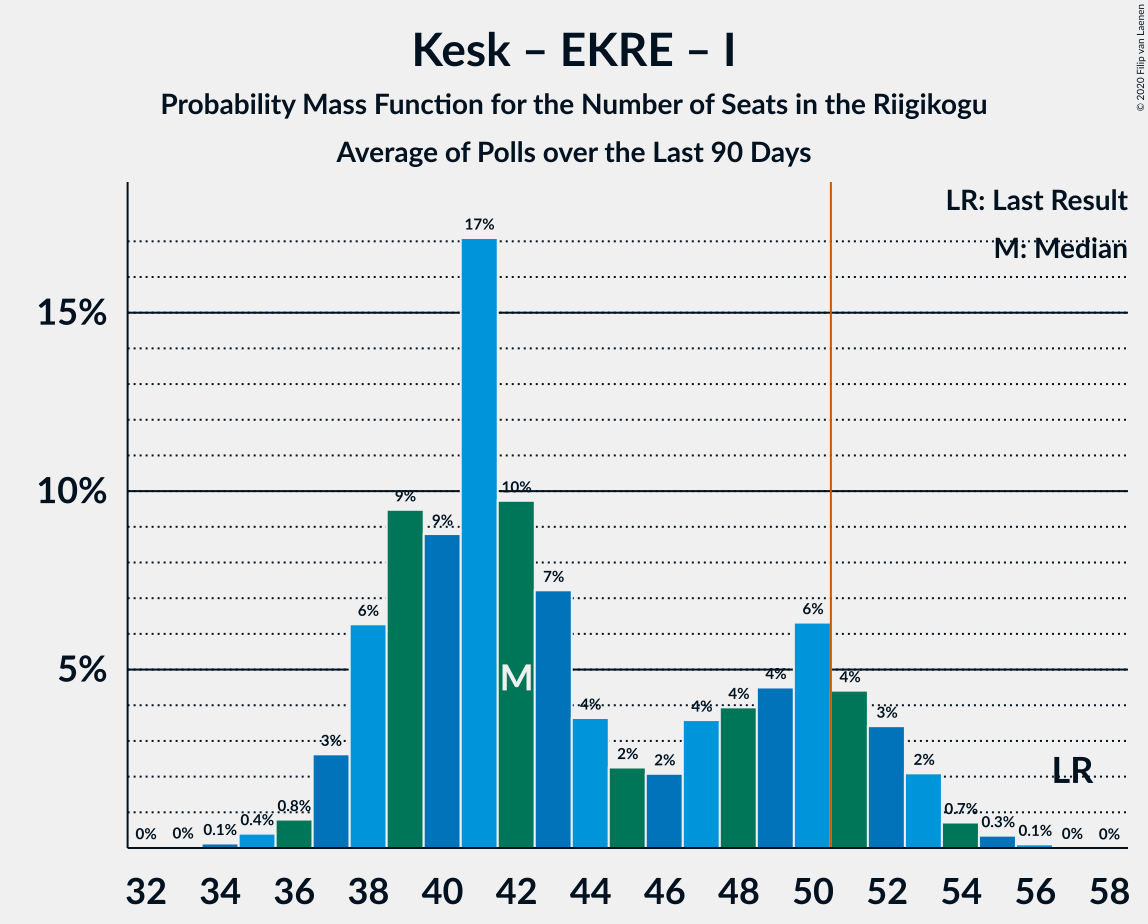 Kesk – EKRE – I
Probability Mass Function for the Number of Seats in the Riigikogu
Average of Polls over the Last 90 Days
© 2020 Filip van Laenen
LR: Last Result
M: Median
15%
10%
5%
0% 0% 0.1% 0.4% 0.8% 3% 6% 9% 9% 17% 10% 7% 4% 2% 2% 4% 4% 4% 6% 4% 3% 2% 0.7% 0.3% 0.1% 0% 0%
M
LR
32 34 36 38 40 42 44 46 48 50 52 54 56 58